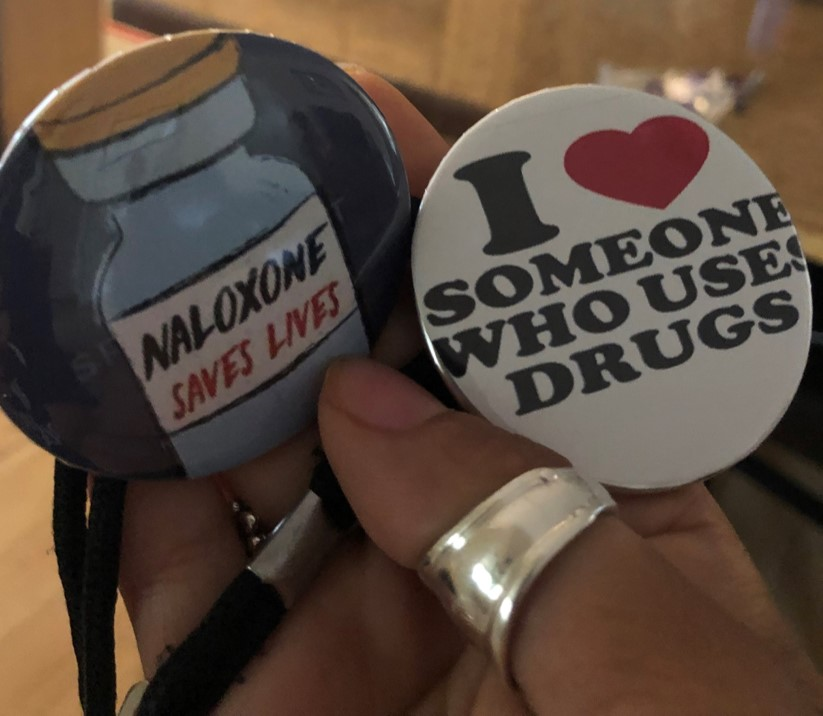 NALOXONE
SAVES LIVES
I
SOMEONE
WHO USES
DRUGS